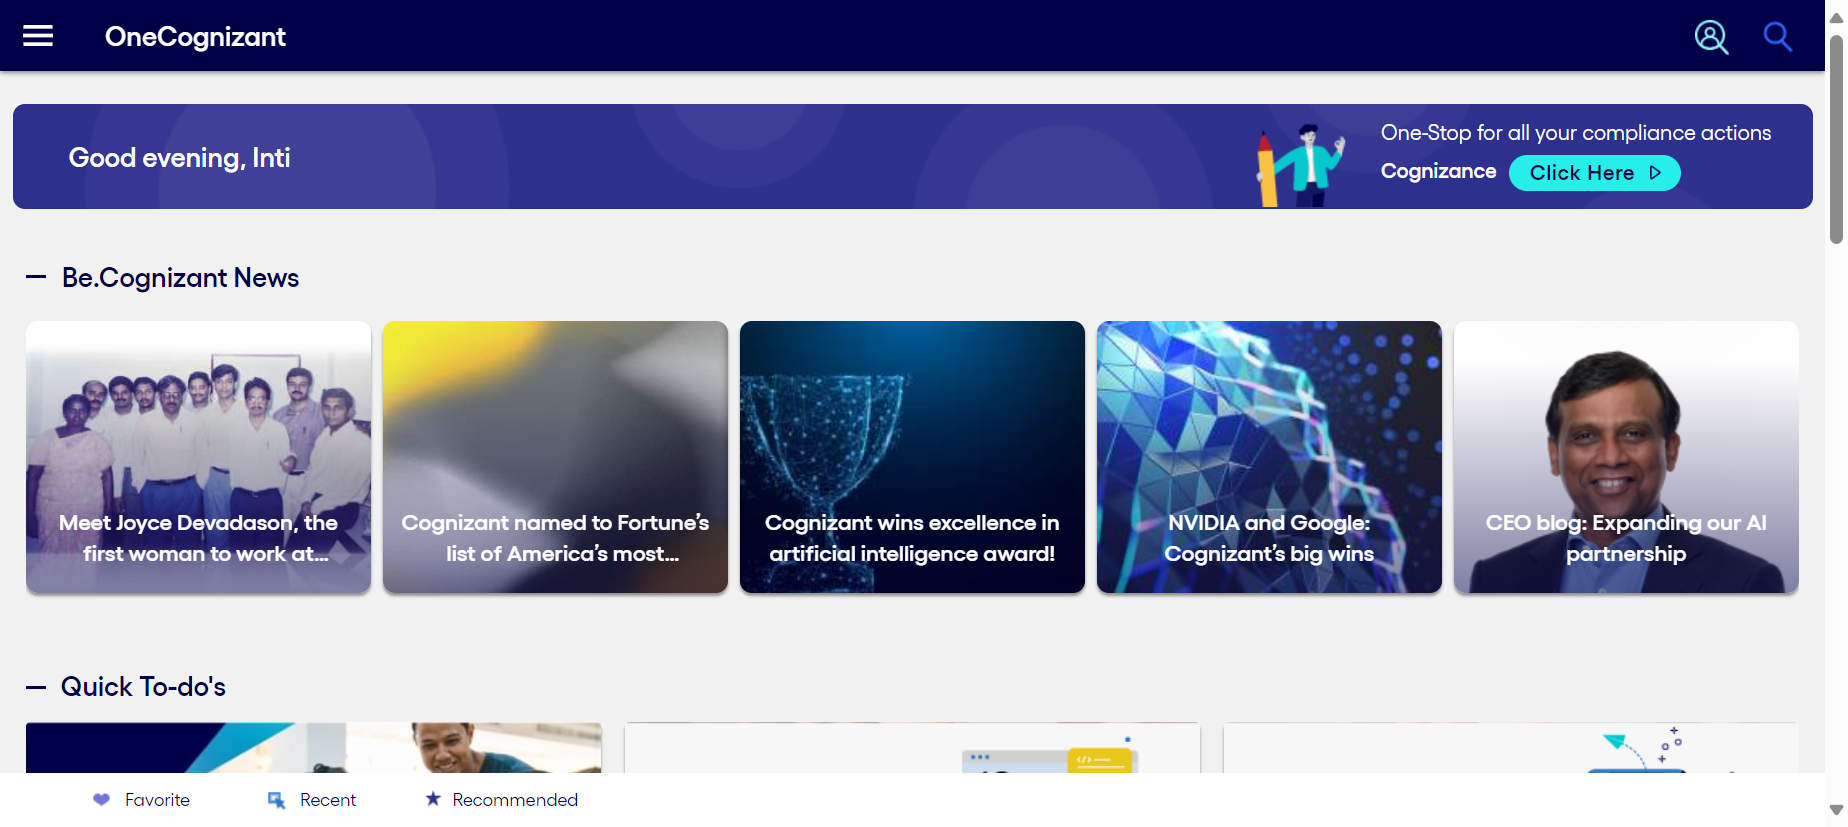 OneCognizant
Good evening, Inti
One-Stop for all your compliance actions
Cognizance
Click Here
Be.Cognizant News
Meet Joyce Devadason, the
first woman to work at...
Cognizant named to Fortune’s
list of America’s most...
Cognizant wins excellence in
artificial intelligence award!
NVIDIA and Google:
Cognizant’s big wins
CEO blog: Expanding our AI
partnership
Quick To-do's
Favorite
Recent
Recommended